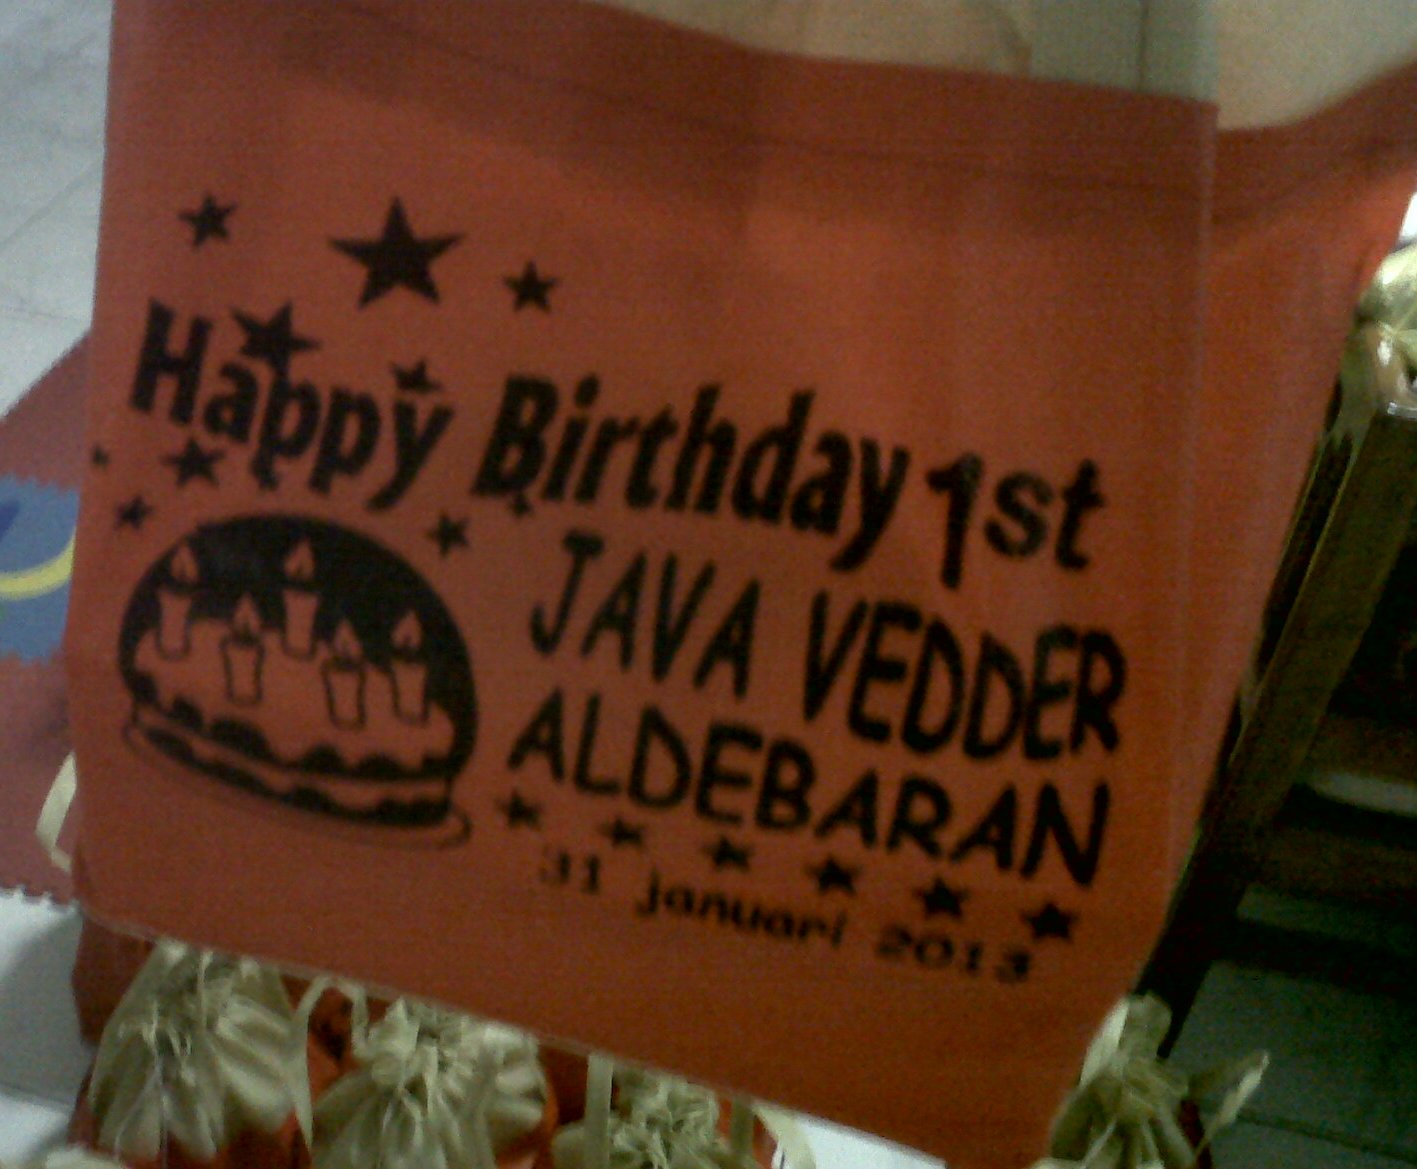 Happy Birthday 1st
JAVA VEDDER
ALDEBARAN
31 januari 2013